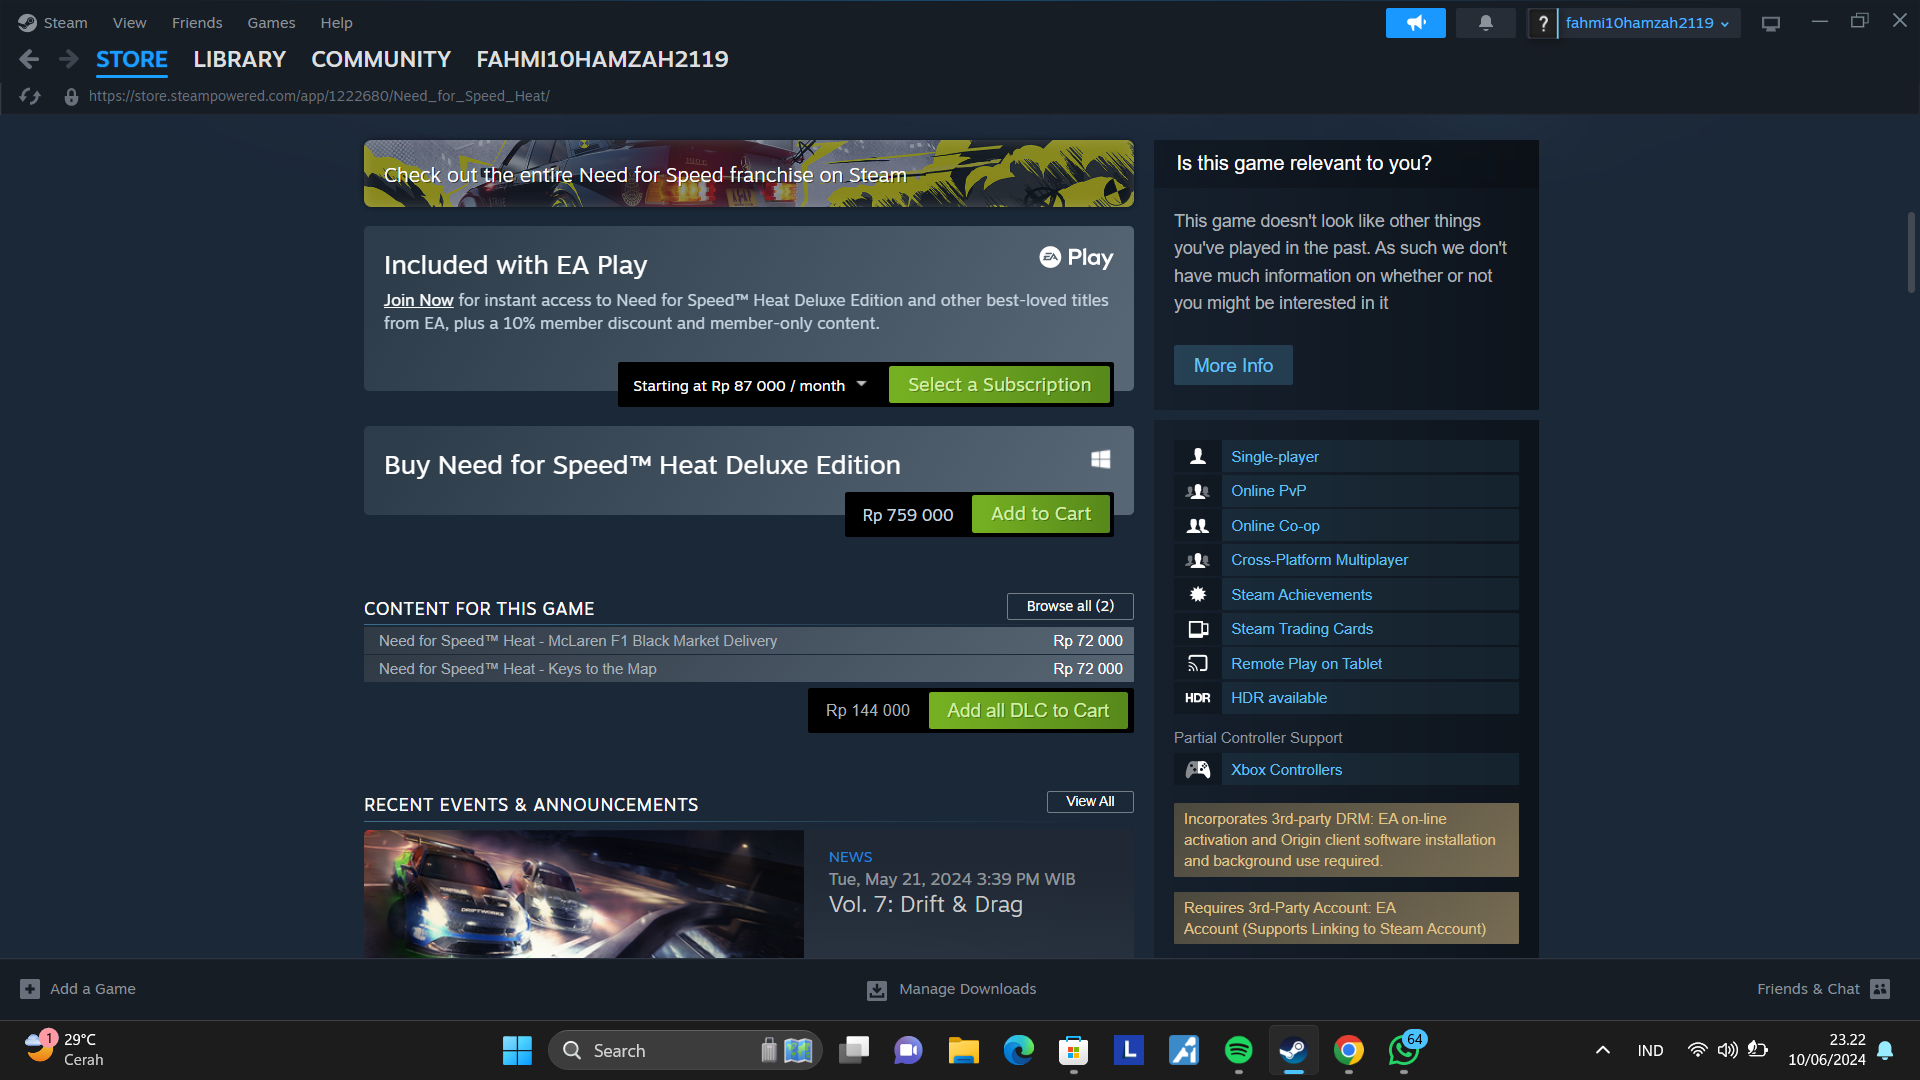 Steam View Friends Games Help
? fahmi10hamzah2119
STORE LIBRARY COMMUNITY FAHMI10HAMZAH2119
https://store.steampowered.com/app/1222680/Need_for_Speed_Heat/
Check out the entire Need for Speed franchise on Steam
Included with EA Play
EA Play
Join Now for instant access to Need for Speed™ Heat Deluxe Edition and other best-loved titles
from EA, plus a 10% member discount and member-only content.
Starting at Rp 87 000 / month
Select a Subscription
Buy Need for Speed™ Heat Deluxe Edition
Rp 759 000
Add to Cart
CONTENT FOR THIS GAME
Browse all (2)
Need for Speed™ Heat - McLaren F1 Black Market Delivery Rp 72 000
Need for Speed™ Heat - Keys to the Map Rp 72 000
Rp 144 000
Add all DLC to Cart
RECENT EVENTS & ANNOUNCEMENTS
View All
DRIFTWORKS
NEWS
Tue, May 21, 2024 3:39 PM WIB
Vol. 7: Drift & Drag
Is this game relevant to you?
This game doesn't look like other things
you've played in the past. As such we don't
have much information on whether or not
you might be interested in it
More Info
Single-player
Online PvP
Online Co-op
Cross-Platform Multiplayer
Steam Achievements
Steam Trading Cards
Remote Play on Tablet
HDR HDR available
Partial Controller Support
Xbox Controllers
Incorporates 3rd-party DRM: EA on-line
activation and Origin client software installation
and background use required.
Requires 3rd-Party Account: EA
Account (Supports Linking to Steam Account)
Add a Game
Manage Downloads
Friends & Chat
1
29°C
Cerah
Search
L
64
IND
23.22
10/06/2024